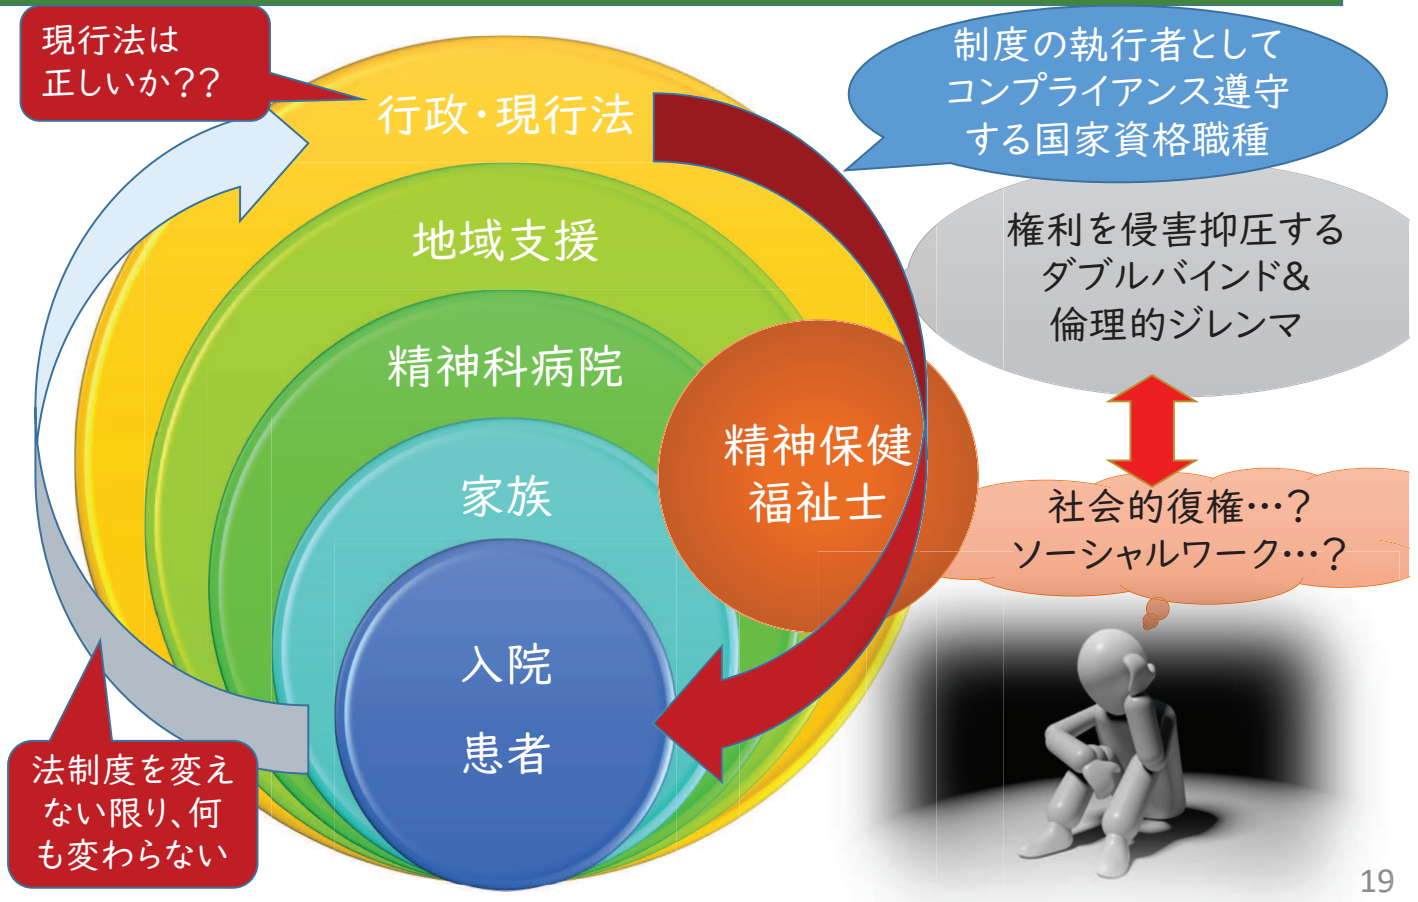 現行法は
正しいか??
行政・現行法
制度の執行者として
コンプライアンス遵守
する国家資格職種
地域支援
権利を侵害抑圧する
ダブルバインド&
倫理的ジレンマ
精神科病院
精神保健
福祉士
家族
社会的復権…?
ソーシャルワーク…?
入院
患者
法制度を変え
ない限り、何
も変わらない
19